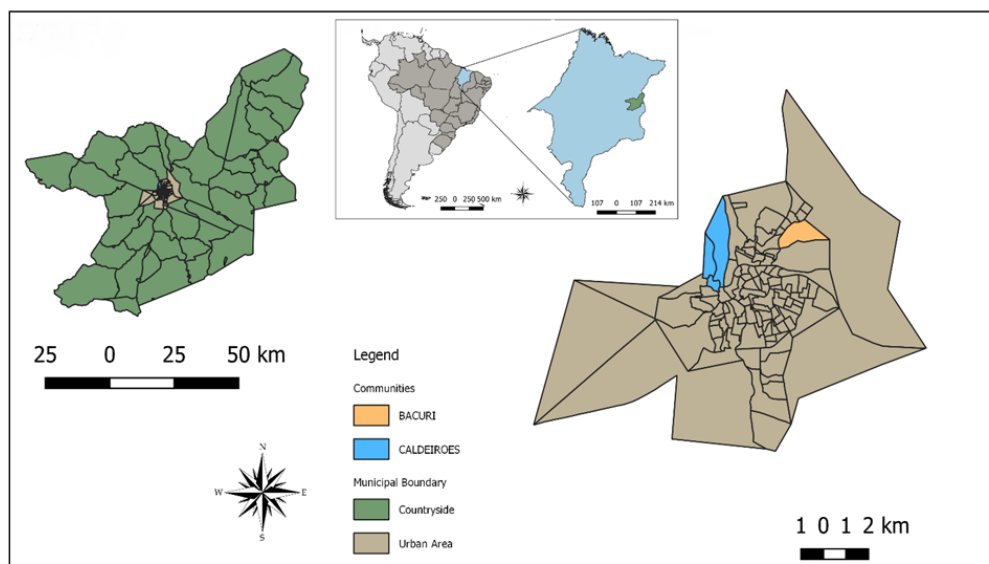 250 0 250 500 km
107 0 107 214 km
25 0 25 50 km
N
W E
S
Legend
Communities
BACURI
CALDEIROES
Municipal Boundary
Countryside
Urban Area
1 0 1 2 km